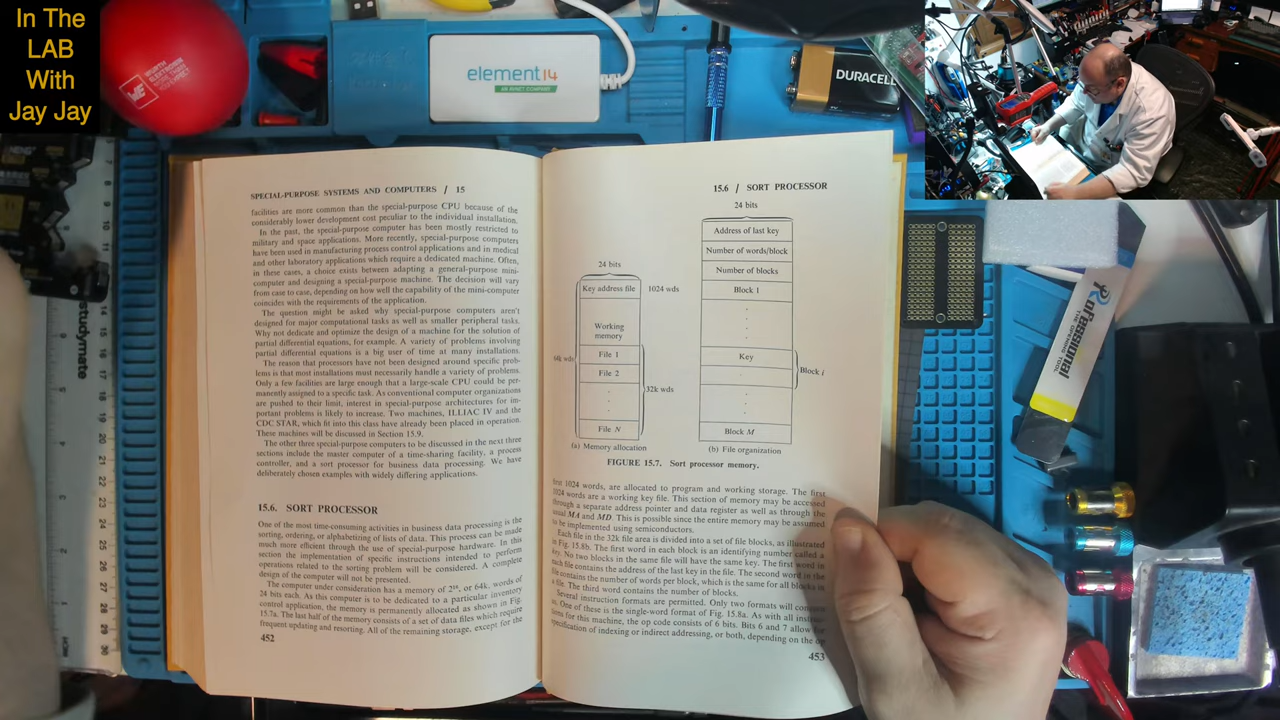 In The
LAB
With
Jay Jay
WURTH
ELEKTRONIK
MORE THAN
YOU
EXPECT
element14
AN AVNET COMPANY
DURACELL
Professional
studymate
SPECIAL-PURPOSE SYSTEMS AND COMPUTERS / 15
facilities are more common than the special-purpose CPU because of the
considerably lower development cost peculiar to the individual installation.
In the past, the special-purpose computer has been mostly restricted to
military and space applications. More recently, special-purpose computers
have been used in manufacturing process control applications and in medical
and other laboratory applications which require a dedicated machine. Often,
in these cases, a choice exists between adapting a general-purpose mini-
computer and designing a special-purpose machine. The decision will vary
from case to case, depending on how well the capability of the mini-computer
coincides with the requirements of the application.
The question might be asked why special-purpose computers aren't
designed for major computational tasks as well as smaller peripheral tasks.
Why not dedicate and optimize the design of a machine for the solution of
partial differential equations, for example. A variety of problems involving
partial differential equations is a big user of time at many installations.
The reason that processors have not been designed around specific prob-
lems is that most installations must necessarily handle a variety of problems.
Only a few facilities are large enough that a large-scale CPU could be per-
manently assigned to a specific task. As conventional computer organizations
are pushed to their limit, interest in special-purpose architectures for im-
portant problems is likely to increase. Two machines, ILLIAC IV and the
CDC STAR, which fit into this class have already been placed in operation.
These machines will be discussed in Section 15.9.
The other three special-purpose computers to be discussed in the next three
sections include the master computer of a time-sharing facility, a process
controller, and a sort processor for business data processing. We have
deliberately chosen examples with widely differing applications.
15.6. SORT PROCESSOR
One of the most time-consuming activities in business data processing is the
sorting, ordering, or alphabetizing of lists of data. This process can be made
much more efficient through the use of special-purpose hardware. In this
section the implementation of specific instructions intended to perform
operations related to the sorting problem will be considered. A complete
design of the computer will not be presented.
The computer under consideration has a memory of 2¹⁶, or 64k, words of
24 bits each. As this computer is to be dedicated to a particular inventory
control application, the memory is permanently allocated as shown in Fig.
15.7a. The last half of the memory consists of a set of data files which require
frequent updating and resorting. All of the remaining storage, except for the
452
15.6 / SORT PROCESSOR
24 bits
Key address file
1024 wds
Working
memory
File 1
64k wds
File 2
32k wds
File N
(a) Memory allocation
24 bits
Address of last key
Number of words/block
Number of blocks
Block 1
Key
Block i
Block M
(b) File organization
FIGURE 15.7. Sort processor memory.
first 1024 words, are allocated to program and working storage. The first
1024 words are a working key file. This section of memory may be accessed
through a separate address pointer and data register as well as through the
usual MA and MD. This is possible since the entire memory may be assumed
to be implemented using semiconductors.
Each file in the 32k file area is divided into a set of file blocks, as illustrated
in Fig. 15.8b. The first word in each block is an identifying number called a
key. No two blocks in the same file will have the same key. The first word in
each file contains the address of the last key in the file. The second word in the
file contains the number of words per block, which is the same for all blocks in
a file. The third word contains the number of blocks.
Several instruction formats are permitted. Only two formats will
us. One of these is the single-word format of Fig. 15.8a. As with all
tions for this machine, the op code consists of 6 bits. Bits 6 and 7 allow
specification of indexing or indirect addressing, or both, depending on the op
453